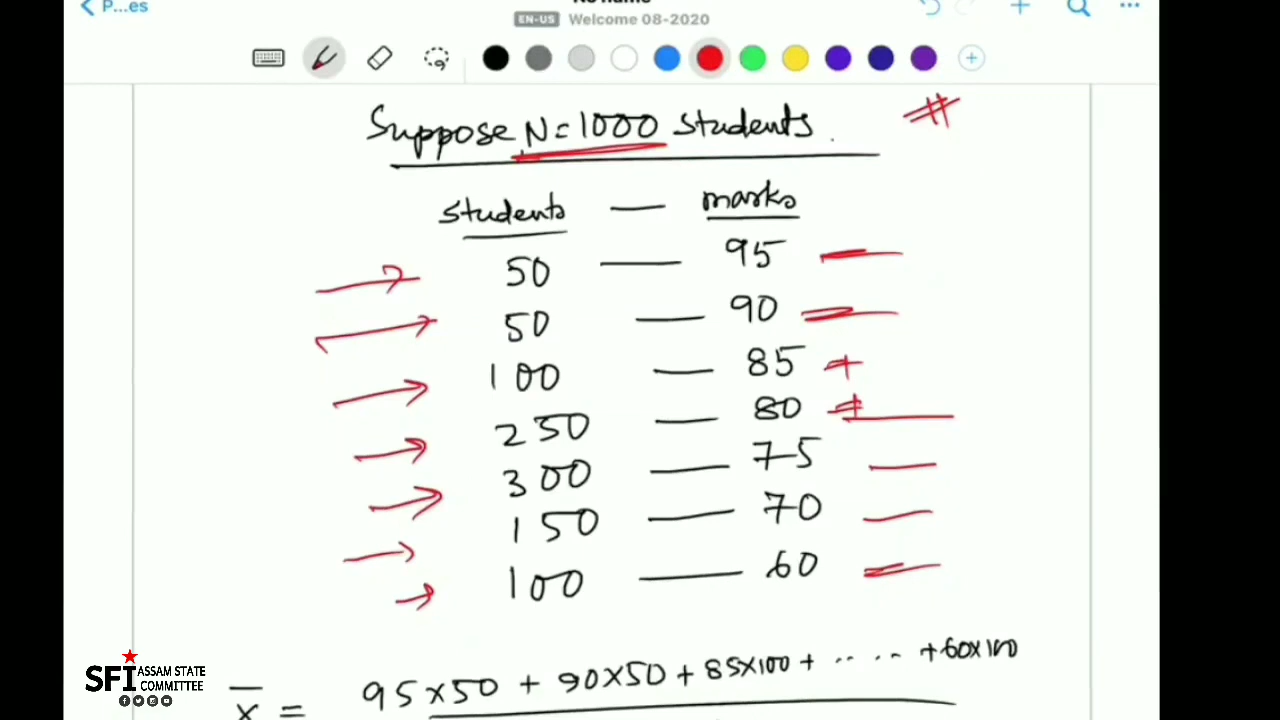 P...es
EN-US Welcome 08-2020
Suppose N=1000 students.
students — marks
50 — 95
50 — 90
100 — 85
250 — 80
300 — 75
150 — 70
100 — 60
x̄ = 95×50 + 90×50 + 85×100 + ...... + 60×100
SFI ASSAM STATE
COMMITTEE